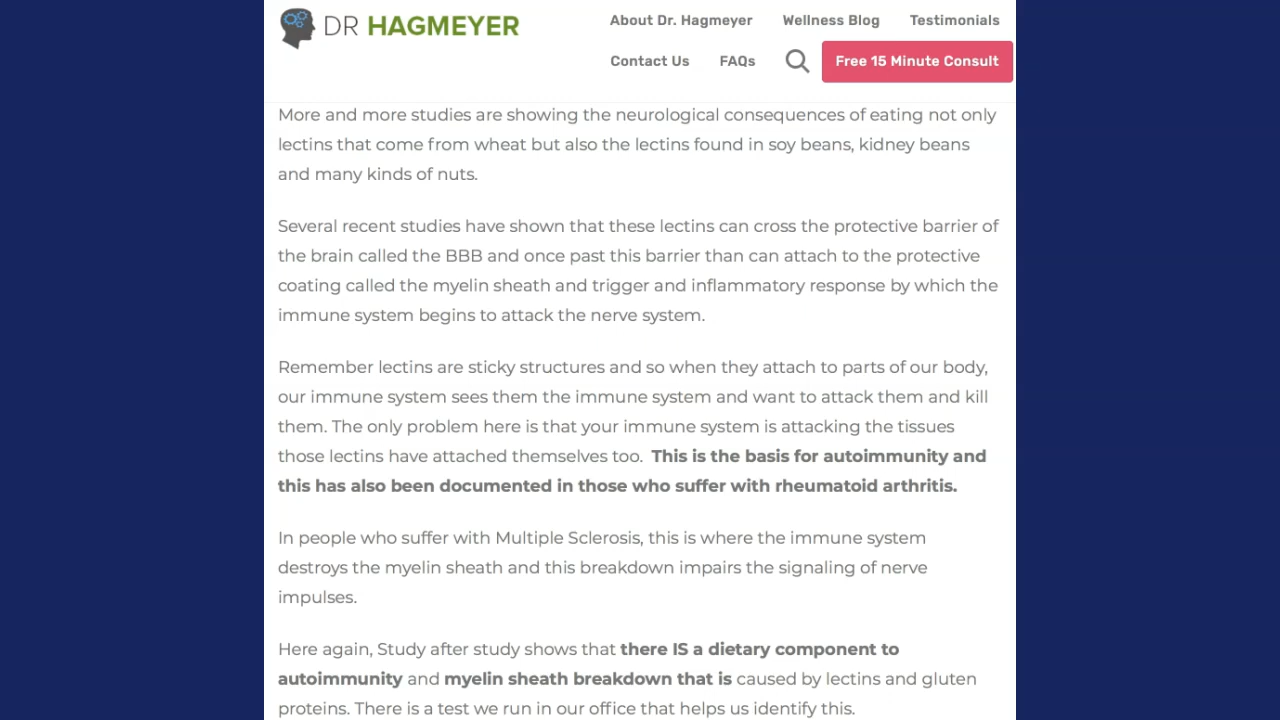 DR HAGMEYER
About Dr. Hagmeyer Wellness Blog Testimonials
Contact Us FAQs Free 15 Minute Consult
More and more studies are showing the neurological consequences of eating not only
lectins that come from wheat but also the lectins found in soy beans, kidney beans
and many kinds of nuts.
Several recent studies have shown that these lectins can cross the protective barrier of
the brain called the BBB and once past this barrier than can attach to the protective
coating called the myelin sheath and trigger and inflammatory response by which the
immune system begins to attack the nerve system.
Remember lectins are sticky structures and so when they attach to parts of our body,
our immune system sees them the immune system and want to attack them and kill
them. The only problem here is that your immune system is attacking the tissues
those lectins have attached themselves too. This is the basis for autoimmunity and
this has also been documented in those who suffer with rheumatoid arthritis.
In people who suffer with Multiple Sclerosis, this is where the immune system
destroys the myelin sheath and this breakdown impairs the signaling of nerve
impulses.
Here again, Study after study shows that there IS a dietary component to
autoimmunity and myelin sheath breakdown that is caused by lectins and gluten
proteins. There is a test we run in our office that helps us identify this.